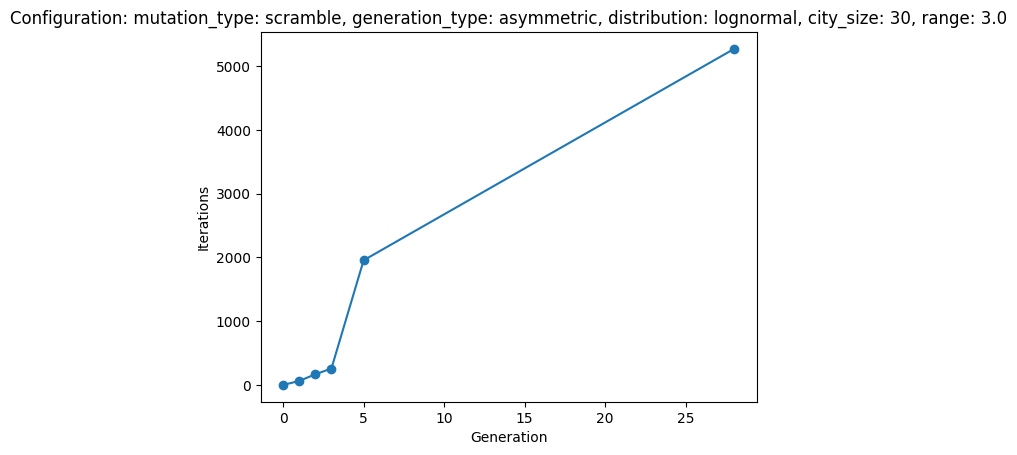 Configuration: mutation_type: scramble, generation_type: asymmetric, distribution: lognormal, city_size: 30, range: 3.0
5000
4000
3000
2000
1000
0
Iterations
0 5 10 15 20 25
Generation